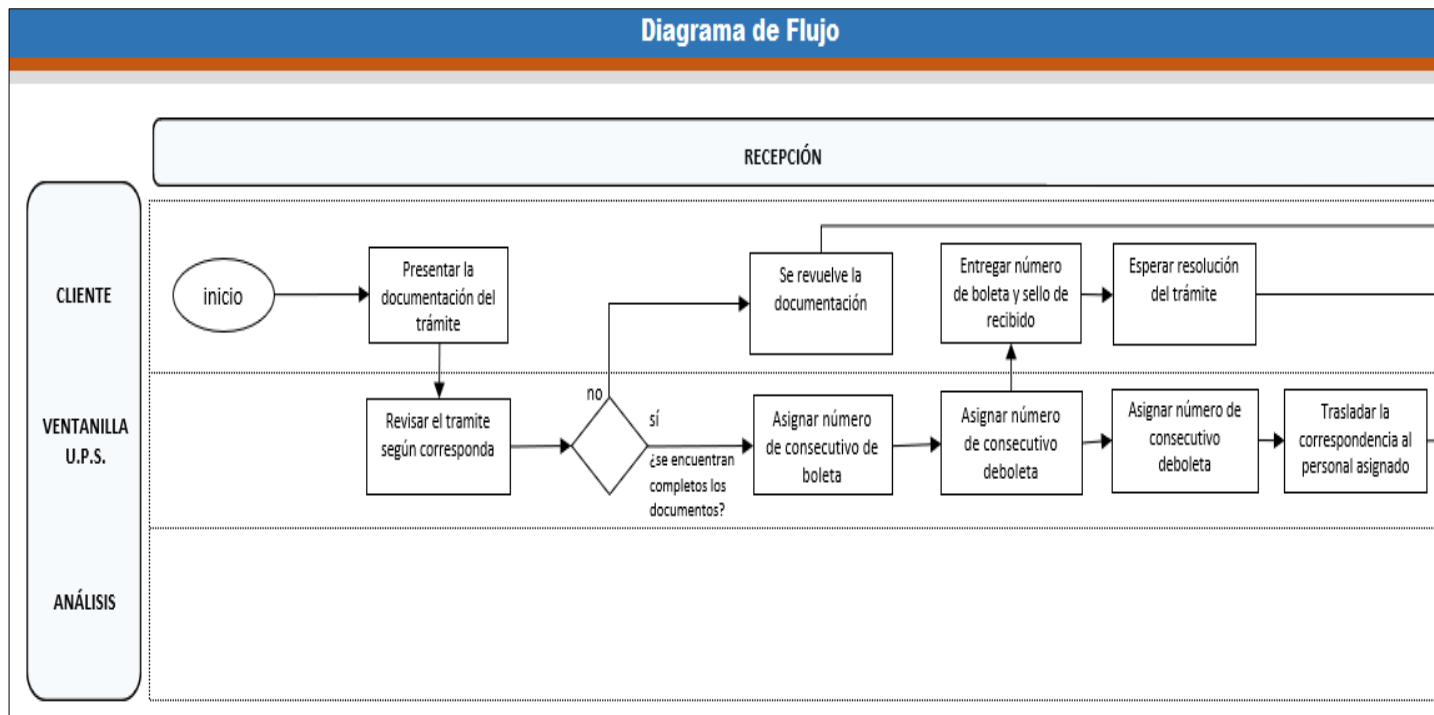 Diagrama de Flujo
RECEPCIÓN
CLIENTE
inicio
Presentar la
documentación del
trámite
Se revuelve la
documentación
Entregar número
de boleta y sello de
recibido
Esperar resolución
del trámite
VENTANILLA
U.P.S.
Revisar el tramite
según corresponda
no
sí
¿se encuentran
completos los
documentos?
Asignar número
de consecutivo de
boleta
Asignar número
de consecutivo
deboleta
Asignar número de
consecutivo
deboleta
Trasladar la
correspondencia al
personal asignado
ANÁLISIS